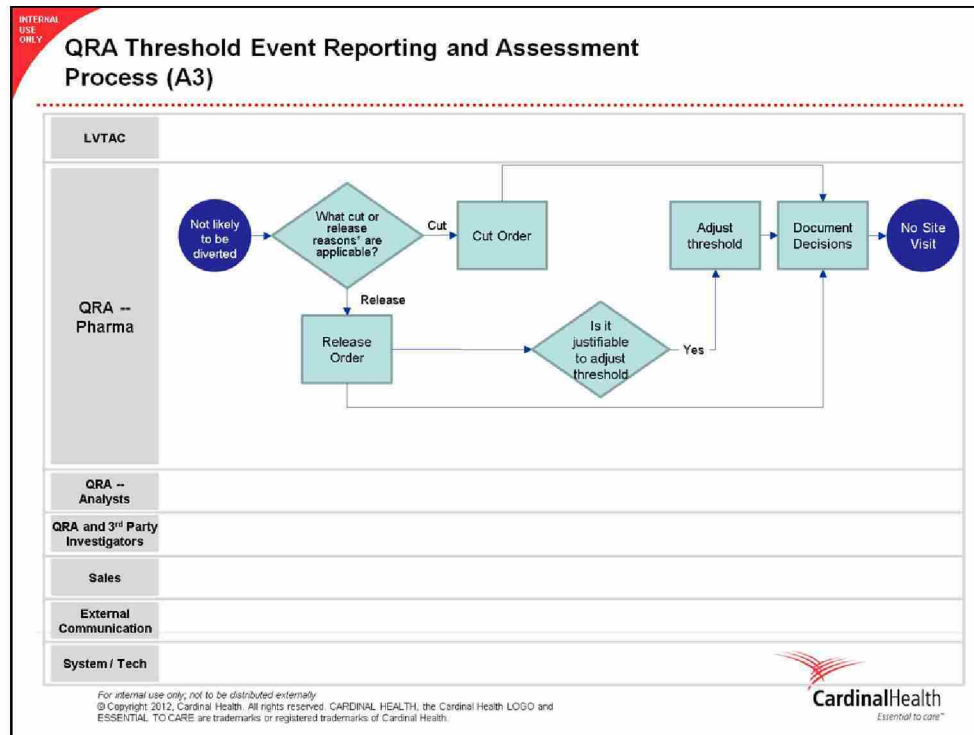 INTERNAL
USE
ONLY
QRA Threshold Event Reporting and Assessment
Process (A3)
LVTAC
QRA --
Pharma
Not likely
to be
diverted
What cut or
release
reasons* are
applicable?
Cut
Cut Order
Adjust
threshold
Document
Decisions
No Site
Visit
Release
Release
Order
Is it
justifiable
to adjust
threshold
Yes
QRA --
Analysts
QRA and 3rd Party
Investigators
Sales
External
Communication
System / Tech
For internal use only; not to be distributed externally
© Copyright 2012, Cardinal Health. All rights reserved. CARDINAL HEALTH, the Cardinal Health LOGO and
ESSENTIAL TO CARE are trademarks or registered trademarks of Cardinal Health.
CardinalHealth
Essential to care™